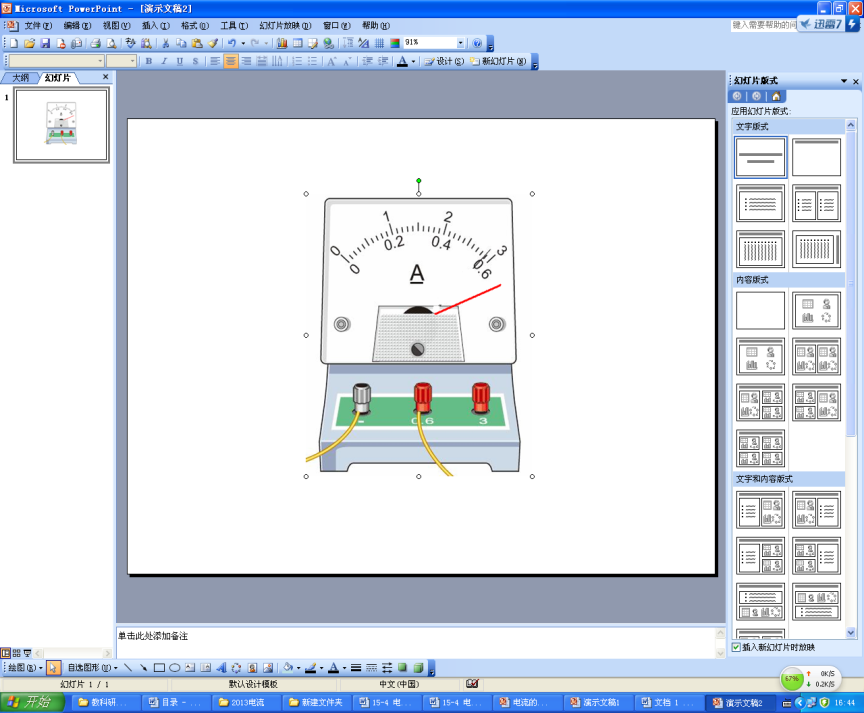 Microsoft PowerPoint - [演示文稿2]
文件(F) 编辑(E) 视图(V) 插入(I) 格式(O) 工具(T) 幻灯片放映(D) 窗口(W) 帮助(H)
键入需要帮助的问
迅雷7
91%
B I U S
A 设计(S) 新幻灯片(N)
大纲 幻灯片
1
幻灯片版式
应用幻灯片版式:
文字版式
内容版式
文字和内容版式
插入新幻灯片时放映
0 1 2 3
0 0.2 0.4 0.6
A
- 0.6 3
单击此处添加备注
绘图(R) 自选图形(U)
幻灯片 1 / 1 默认设计模板 中文(中国)
67% 0K/S
0.2K/S
开始 教科研... 目录 - ... 2013电流 新建文件夹 15-4 电... 15-4 电... 电流的... 演示文稿1 文档 1 ... 演示文稿2 16:44